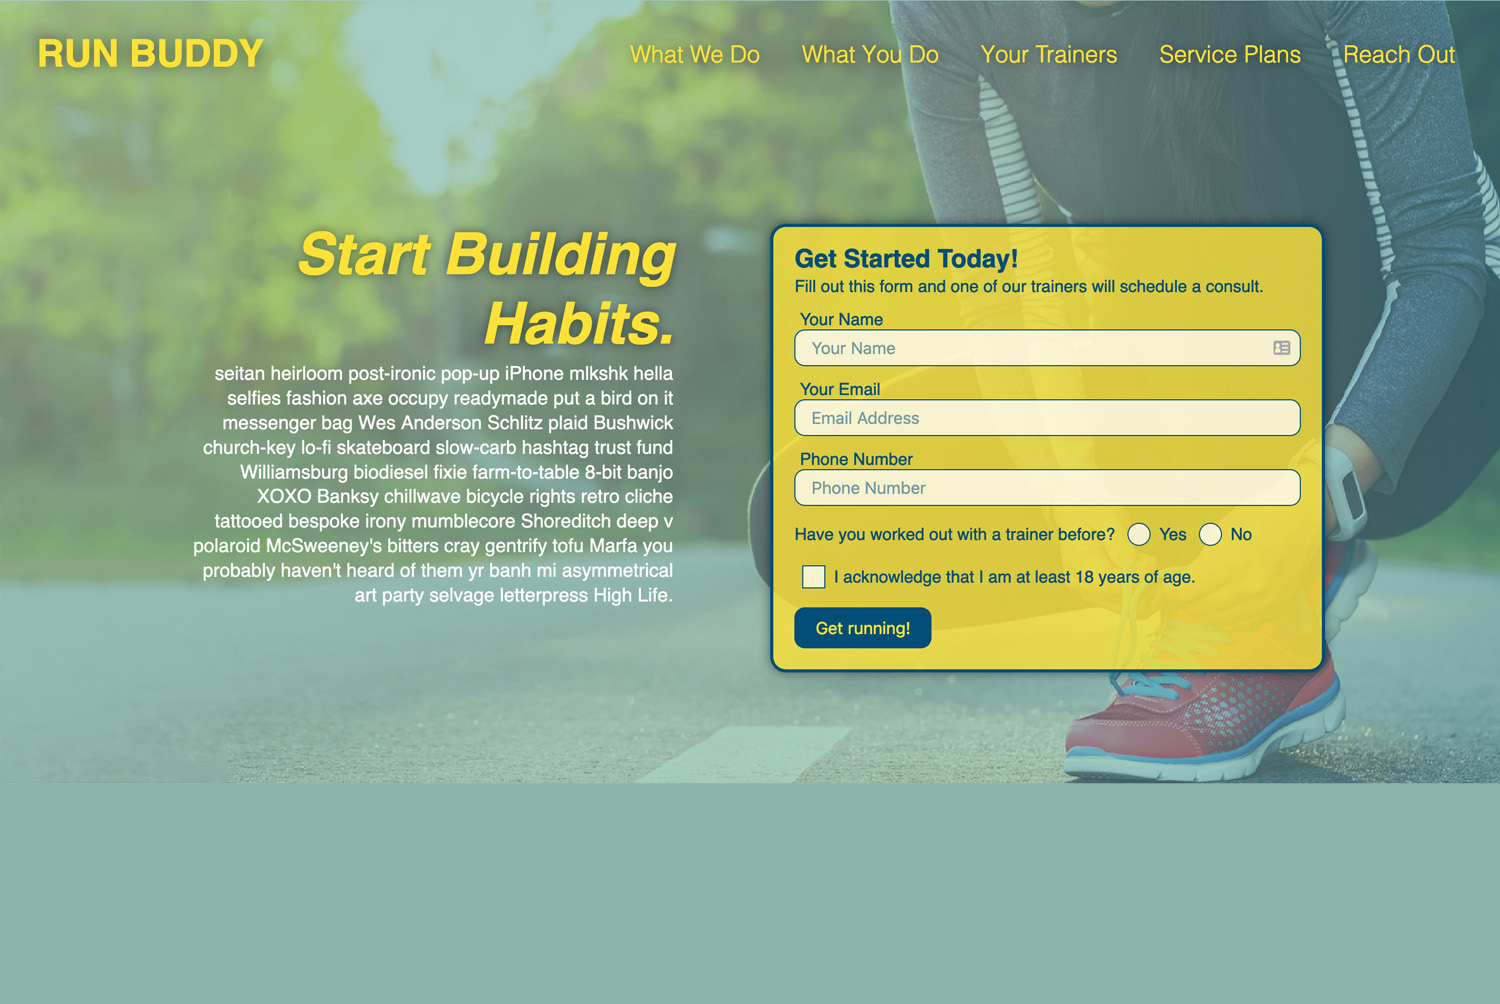 RUN BUDDY
What We Do
What You Do
Your Trainers
Service Plans
Reach Out
Start Building
Habits.
seitan heirloom post-ironic pop-up iPhone mlkshk hella
selfies fashion axe occupy readymade put a bird on it
messenger bag Wes Anderson Schlitz plaid Bushwick
church-key lo-fi skateboard slow-carb hashtag trust fund
Williamsburg biodiesel fixie farm-to-table 8-bit banjo
XOXO Banksy chillwave bicycle rights retro cliche
tattooed bespoke irony mumblecore Shoreditch deep v
polaroid McSweeney's bitters cray gentrify tofu Marfa you
probably haven't heard of them yr banh mi asymmetrical
art party selvage letterpress High Life.
Get Started Today!
Fill out this form and one of our trainers will schedule a consult.
Your Name
Your Name
Your Email
Email Address
Phone Number
Phone Number
Have you worked out with a trainer before? Yes No
I acknowledge that I am at least 18 years of age.
Get running!